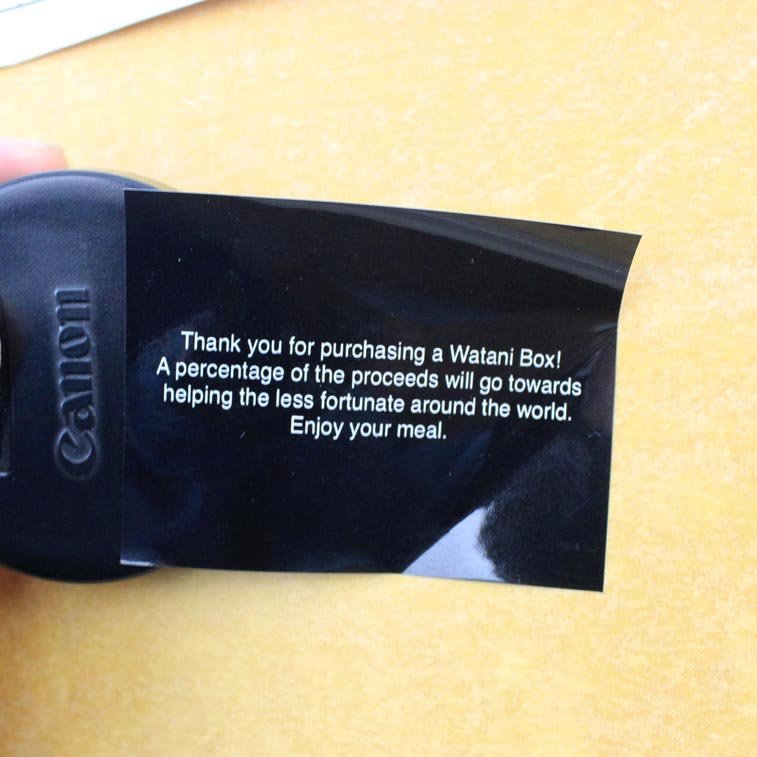 Canon
Thank you for purchasing a Watani Box!
A percentage of the proceeds will go towards
helping the less fortunate around the world.
Enjoy your meal.